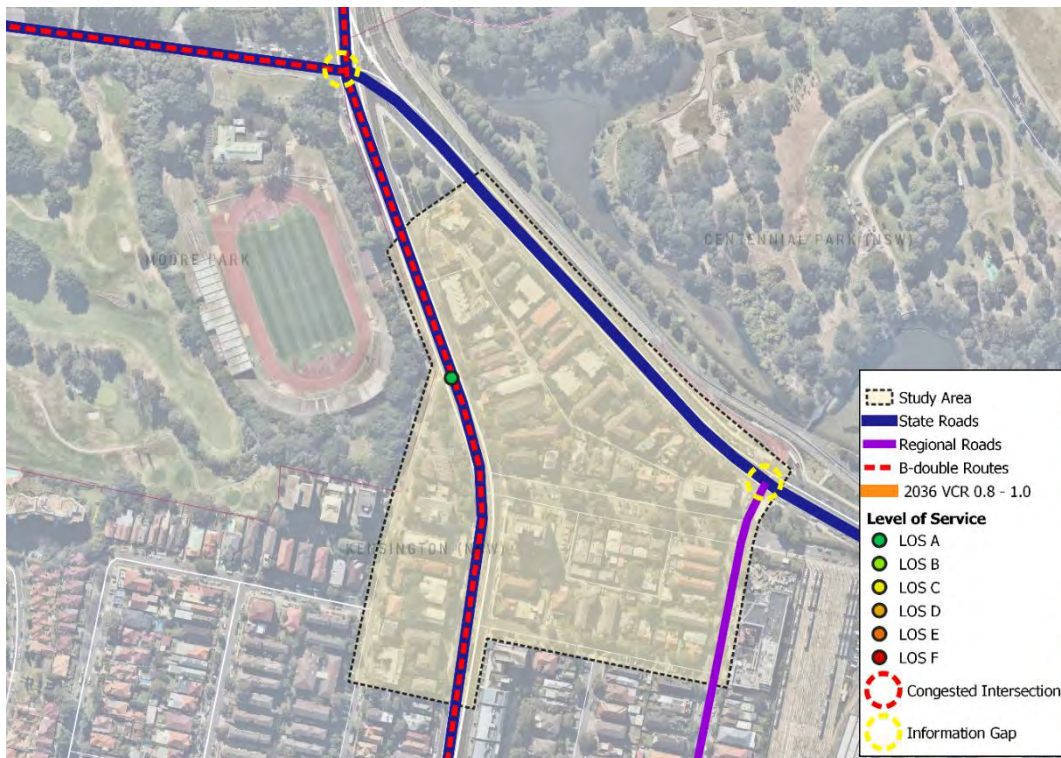 MOORE PARK
CENTENNIAL PARK (NSW)
KENSINGTON (NSW)
Study Area
State Roads
Regional Roads
B-double Routes
2036 VCR 0.8 - 1.0
Level of Service
LOS A
LOS B
LOS C
LOS D
LOS E
LOS F
Congested Intersection
Information Gap